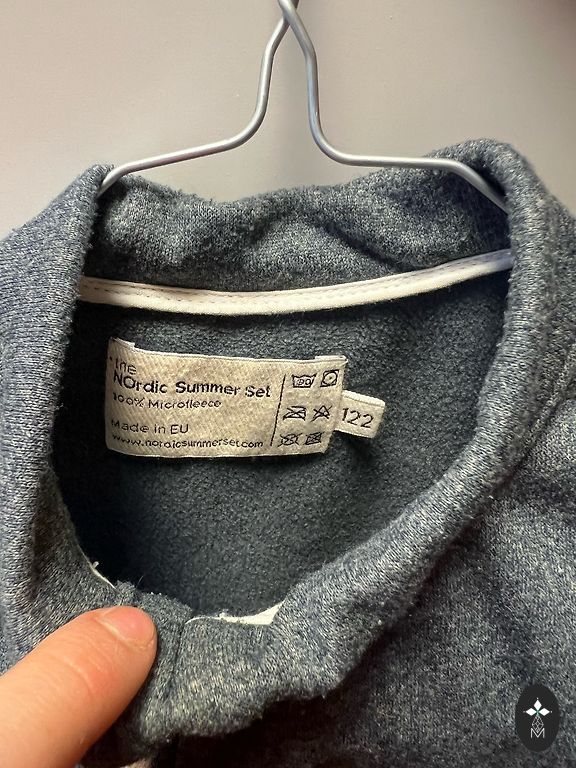 the
NOrdic Summer Set
100% Microfleece
Made in EU
www.nordicsummerset.com
122
M